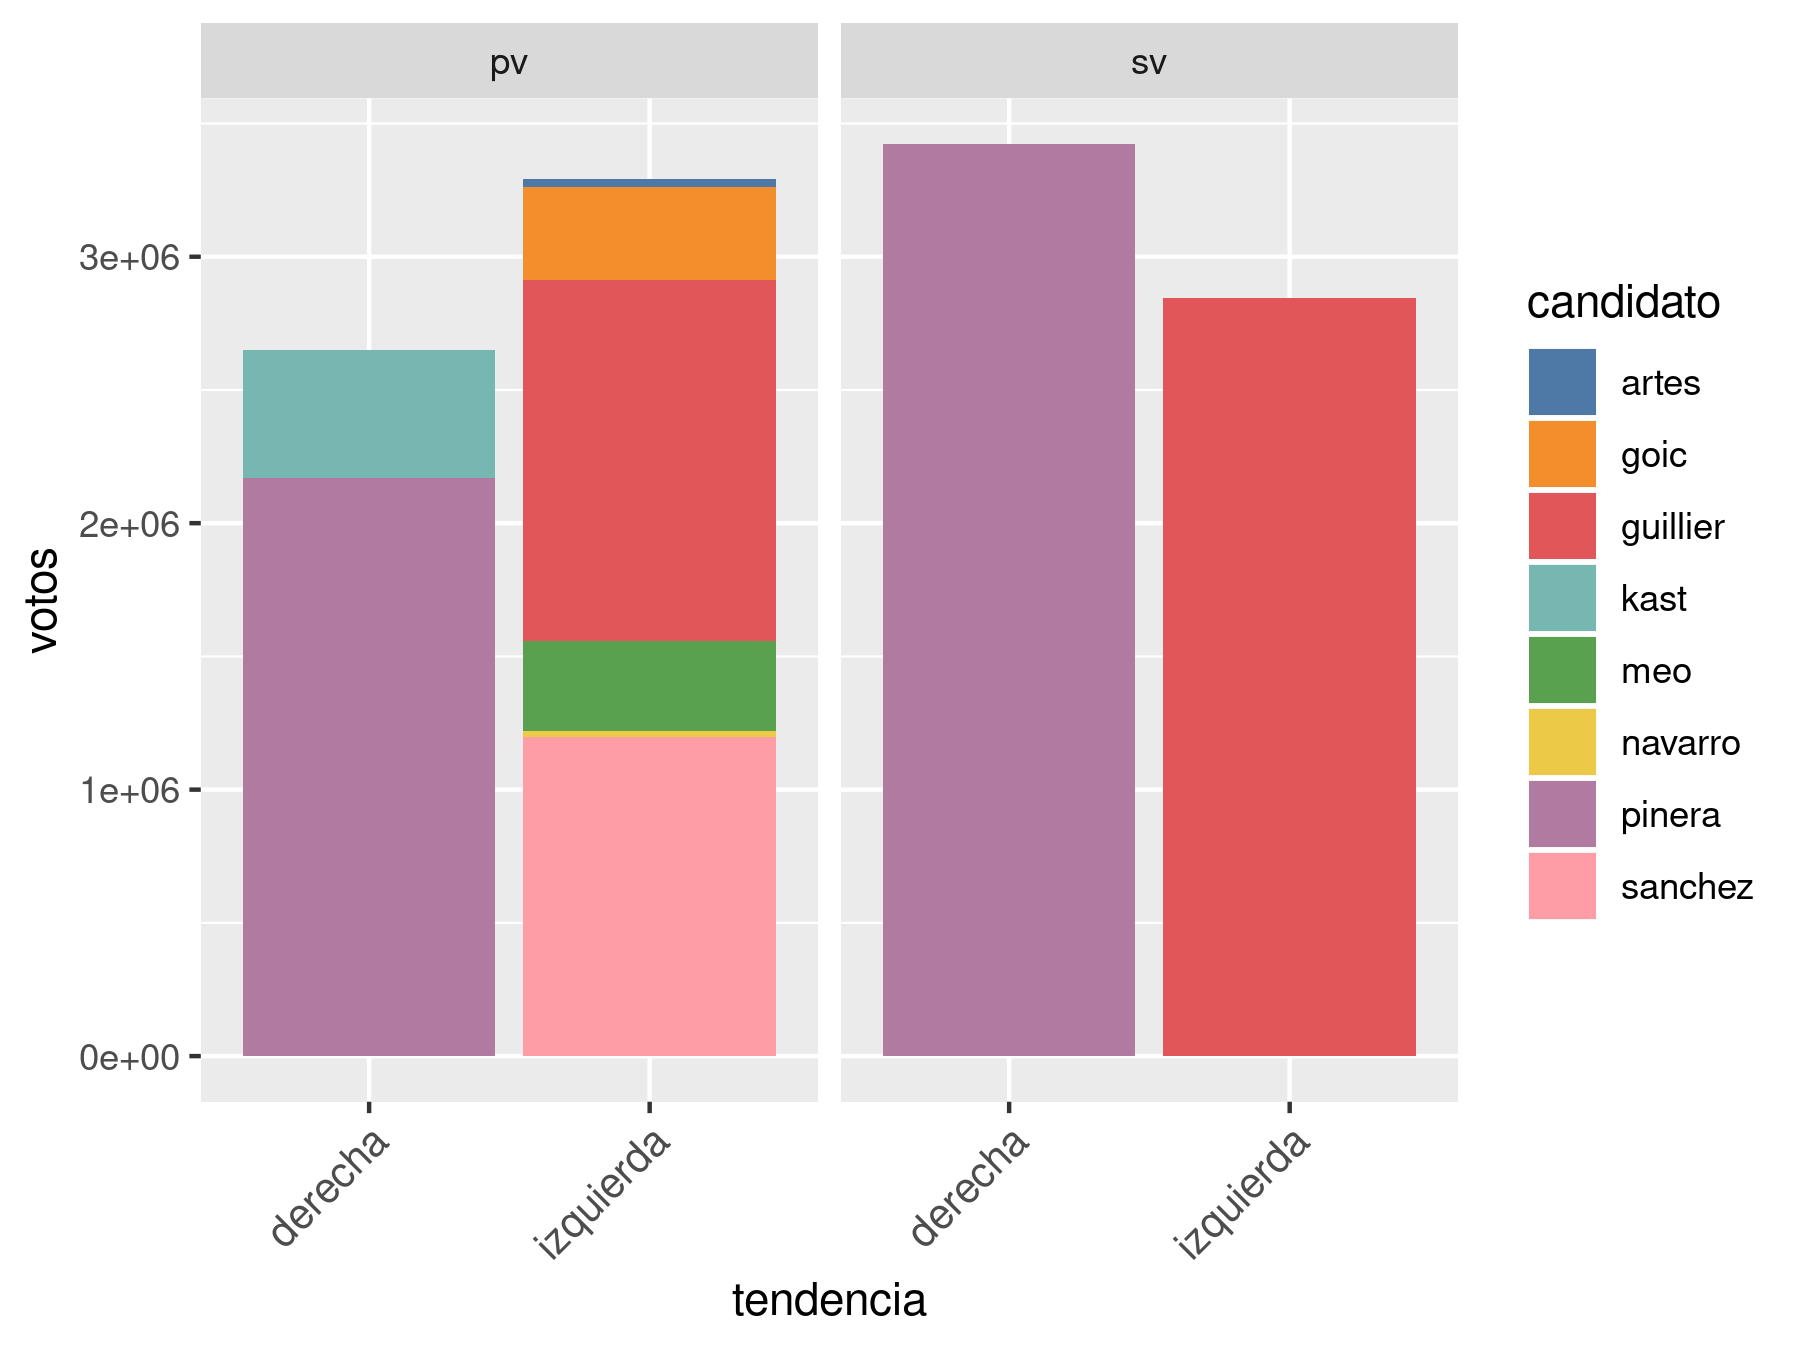 pv
sv
3e+06
2e+06
1e+06
0e+00
votos
derecha
izquierda
derecha
izquierda
tendencia
candidato
artes
goic
guillier
kast
meo
navarro
pinera
sanchez